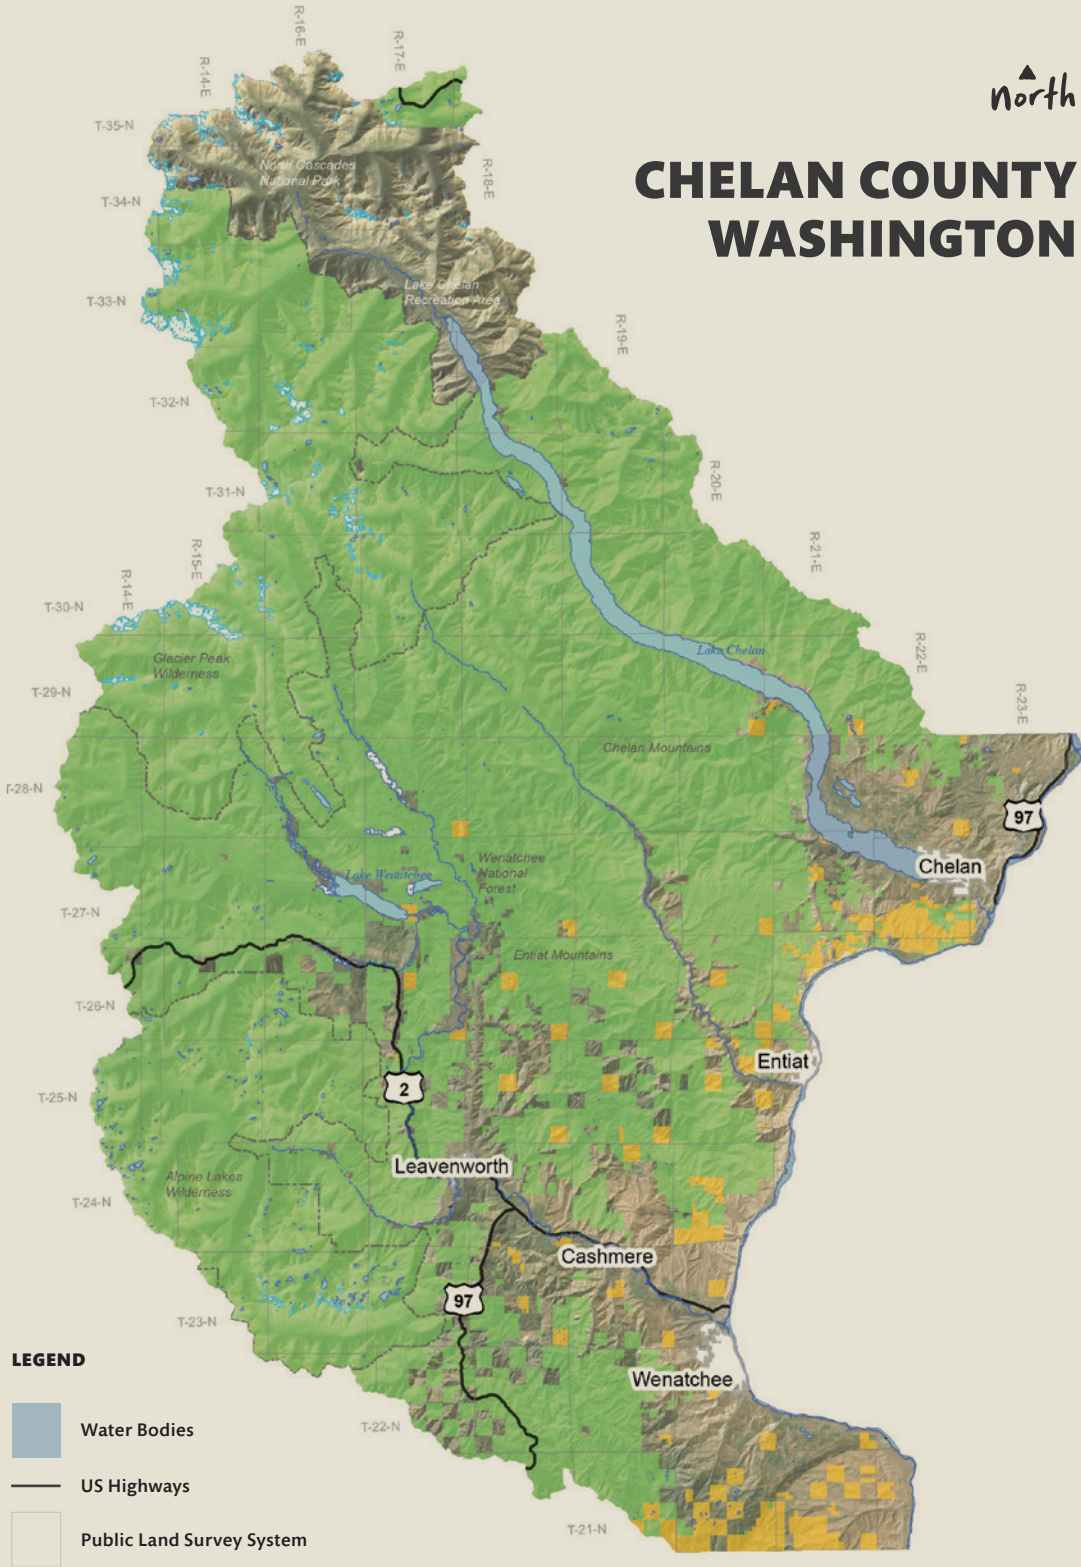 north
CHELAN COUNTY
WASHINGTON
R-16-E
R-17-E
R-14-E
T-35-N
R-18-E
North Cascades
National Park
T-34-N
Lake Chelan
Recreation Area
T-33-N
R-19-E
T-32-N
R-20-E
T-31-N
R-21-E
R-15-E
R-14-E
T-30-N
R-22-E
Lake Chelan
Glacier Peak
Wilderness
T-29-N
R-23-E
Chelan Mountains
T-28-N
97
Chelan
Wenatchee
National
Forest
Lake Wenatchee
T-27-N
Entiat Mountains
T-26-N
Entiat
2
T-25-N
Leavenworth
Alpine Lakes
Wilderness
T-24-N
Cashmere
97
T-23-N
Wenatchee
T-22-N
T-21-N
LEGEND
Water Bodies
US Highways
Public Land Survey System